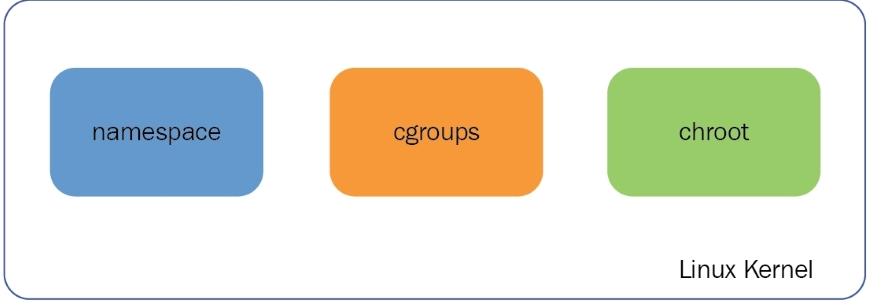 namespace
cgroups
chroot
Linux Kernel